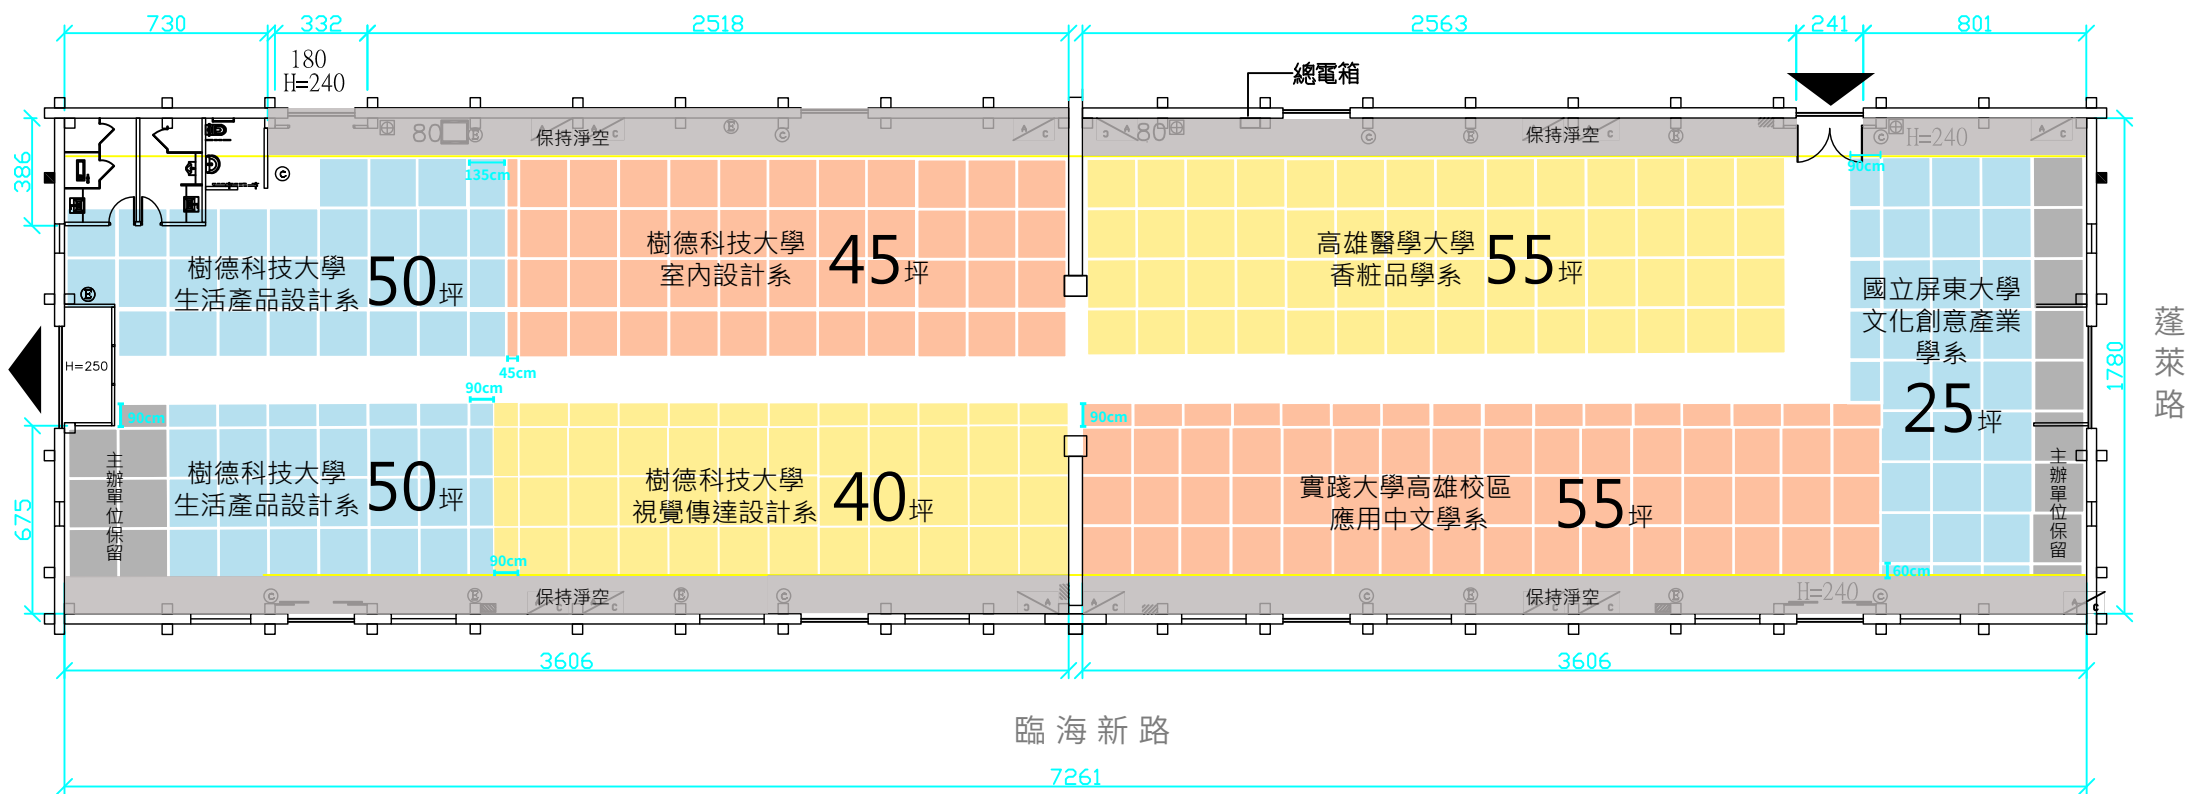 730
332
2518
2563
241
801
180
H=240
總電箱
80
保持淨空
80
保持淨空
H=240
386
135cm
90cm
樹德科技大學
生活產品設計系
50坪
樹德科技大學
室內設計系
45坪
高雄醫學大學
香粧品學系
55坪
國立屏東大學
文化創意產業
學系
25坪
蓬萊路
H=250
45cm
90cm
90cm
90cm
1780
主辦單位保留
樹德科技大學
生活產品設計系
50坪
樹德科技大學
視覺傳達設計系
40坪
實踐大學高雄校區
應用中文學系
55坪
主辦單位保留
675
90cm
60cm
保持淨空
保持淨空
H=240
3606
3606
臨海新路
7261